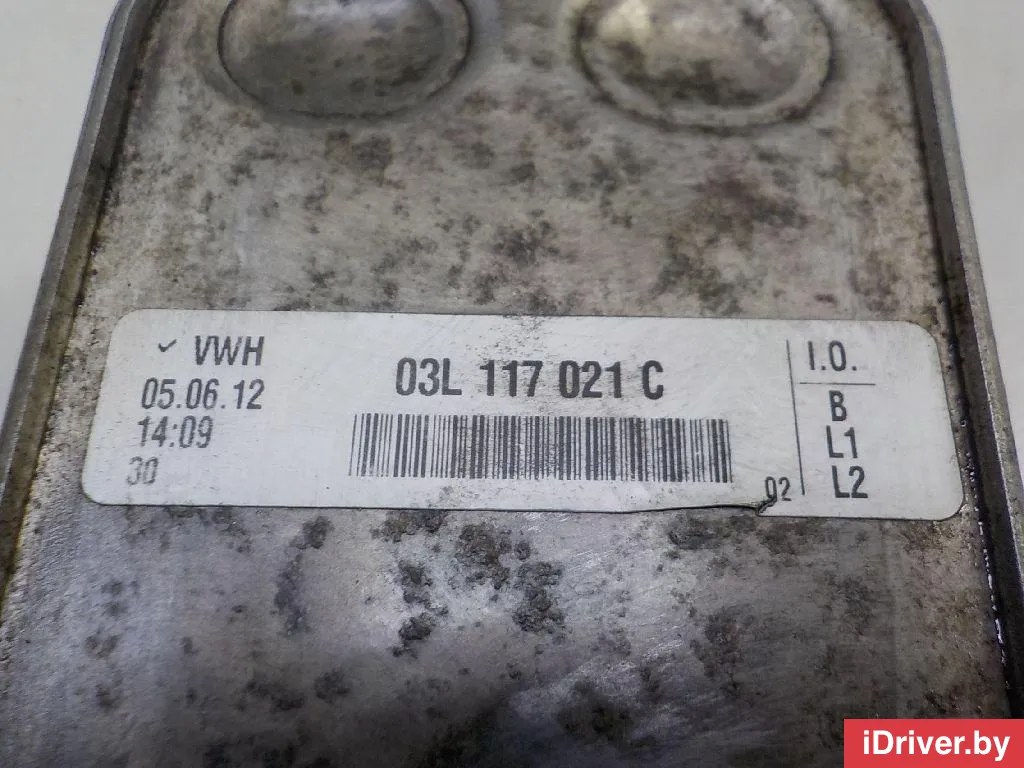 ✓ VWH
05.06.12
14:09
30
03L 117 021 C
02
I.O.
B
L1
L2
iDriver.by